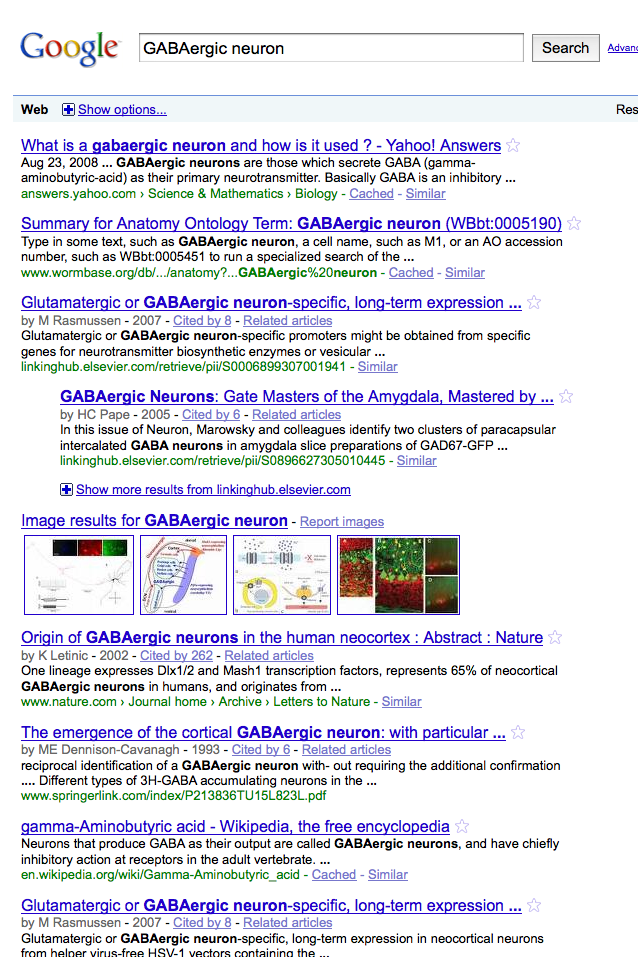 Google GABAergic neuron Search Advan
Web Show options... Res
What is a gabaergic neuron and how is it used ? - Yahoo! Answers
Aug 23, 2008 ... GABAergic neurons are those which secrete GABA (gamma-
aminobutyric-acid) as their primary neurotransmitter. Basically GABA is an inhibitory ...
answers.yahoo.com › Science & Mathematics › Biology - Cached - Similar
Summary for Anatomy Ontology Term: GABAergic neuron (WBbt:0005190)
Type in some text, such as GABAergic neuron, a cell name, such as M1, or an AO accession
number, such as WBbt:0005451 to run a specialized search of the ...
www.wormbase.org/db/.../anatomy?...GABAergic%20neuron - Cached - Similar
Glutamatergic or GABAergic neuron-specific, long-term expression ...
by M Rasmussen - 2007 - Cited by 8 - Related articles
Glutamatergic or GABAergic neuron-specific promoters might be obtained from specific
genes for neurotransmitter biosynthetic enzymes or vesicular ...
linkinghub.elsevier.com/retrieve/pii/S0006899307001941 - Similar
GABAergic Neurons: Gate Masters of the Amygdala, Mastered by ...
by HC Pape - 2005 - Cited by 6 - Related articles
In this issue of Neuron, Marowsky and colleagues identify two clusters of paracapsular
intercalated GABA neurons in amygdala slice preparations of GAD67-GFP ...
linkinghub.elsevier.com/retrieve/pii/S0896627305010445 - Similar
Show more results from linkinghub.elsevier.com
Image results for GABAergic neuron - Report images
Origin of GABAergic neurons in the human neocortex : Abstract : Nature
by K Letinic - 2002 - Cited by 262 - Related articles
One lineage expresses Dlx1/2 and Mash1 transcription factors, represents 65% of neocortical
GABAergic neurons in humans, and originates from ...
www.nature.com › Journal home › Archive › Letters to Nature - Similar
The emergence of the cortical GABAergic neuron: with particular ...
by ME Dennison-Cavanagh - 1993 - Cited by 6 - Related articles
reciprocal identification of a GABAergic neuron with- out requiring the additional confirmation
.... Different types of 3H-GABA accumulating neurons in the ...
www.springerlink.com/index/P213836TU15L823L.pdf
gamma-Aminobutyric acid - Wikipedia, the free encyclopedia
Neurons that produce GABA as their output are called GABAergic neurons, and have chiefly
inhibitory action at receptors in the adult vertebrate. ...
en.wikipedia.org/wiki/Gamma-Aminobutyric_acid - Cached - Similar
Glutamatergic or GABAergic neuron-specific, long-term expression ...
by M Rasmussen - 2007 - Cited by 8 - Related articles
Glutamatergic or GABAergic neuron-specific, long-term expression in neocortical neurons
from helper virus-free HSV-1 vectors containing the ...